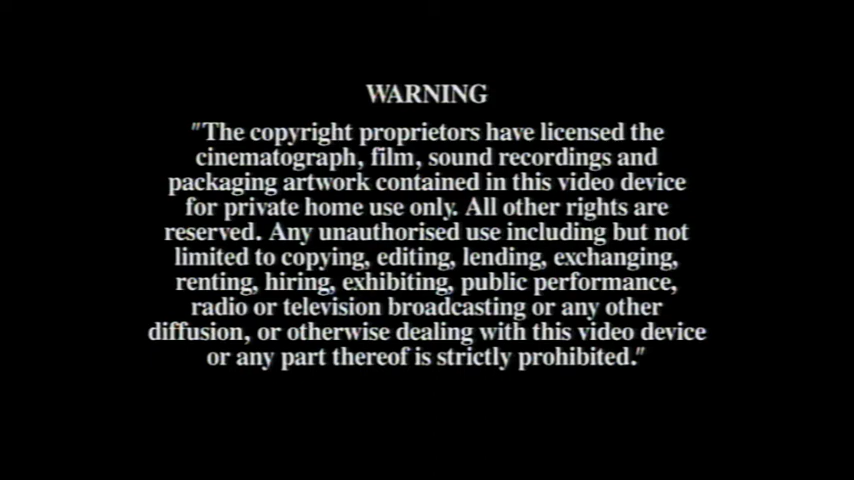 WARNING
"The copyright proprietors have licensed the
cinematograph, film, sound recordings and
packaging artwork contained in this video device
for private home use only. All other rights are
reserved. Any unauthorised use including but not
limited to copying, editing, lending, exchanging,
renting, hiring, exhibiting, public performance,
radio or television broadcasting or any other
diffusion, or otherwise dealing with this video device
or any part thereof is strictly prohibited."